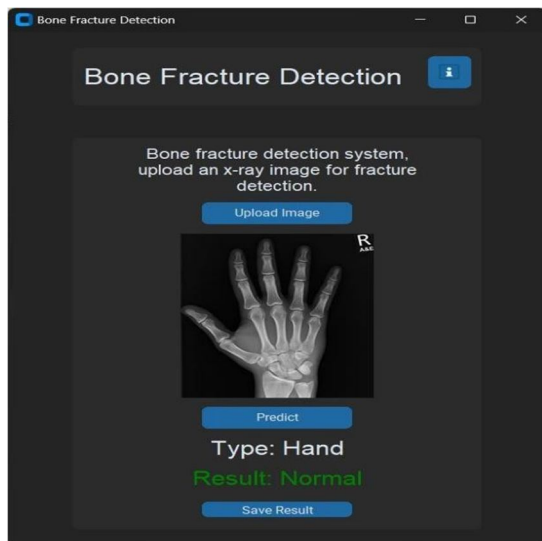 Bone Fracture Detection
Bone Fracture Detection
i
Bone fracture detection system,
upload an x-ray image for fracture
detection.
Upload Image
R
A&E
Predict
Type: Hand
Result: Normal
Save Result